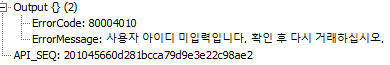 Output {} (2)
ErrorCode: 80004010
ErrorMessage: 사용자 아이디 미입력입니다. 확인 후 다시 거래하십시오.
API_SEQ: 201045660d281bcca79d9e3e22c98ae2